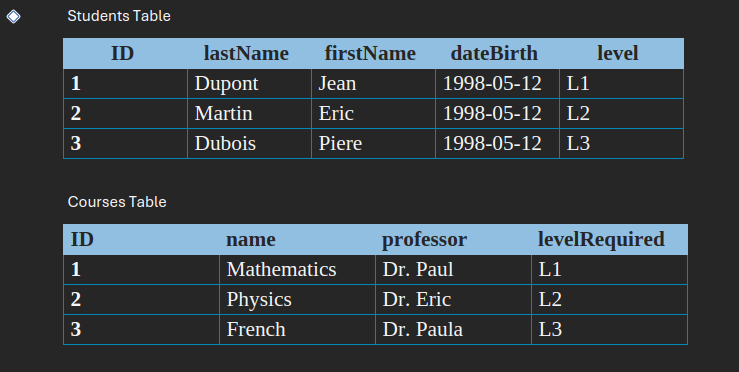 Students Table
ID lastName firstName dateBirth level
1 Dupont Jean 1998-05-12 L1
2 Martin Eric 1998-05-12 L2
3 Dubois Piere 1998-05-12 L3
Courses Table
ID name professor levelRequired
1 Mathematics Dr. Paul L1
2 Physics Dr. Eric L2
3 French Dr. Paula L3